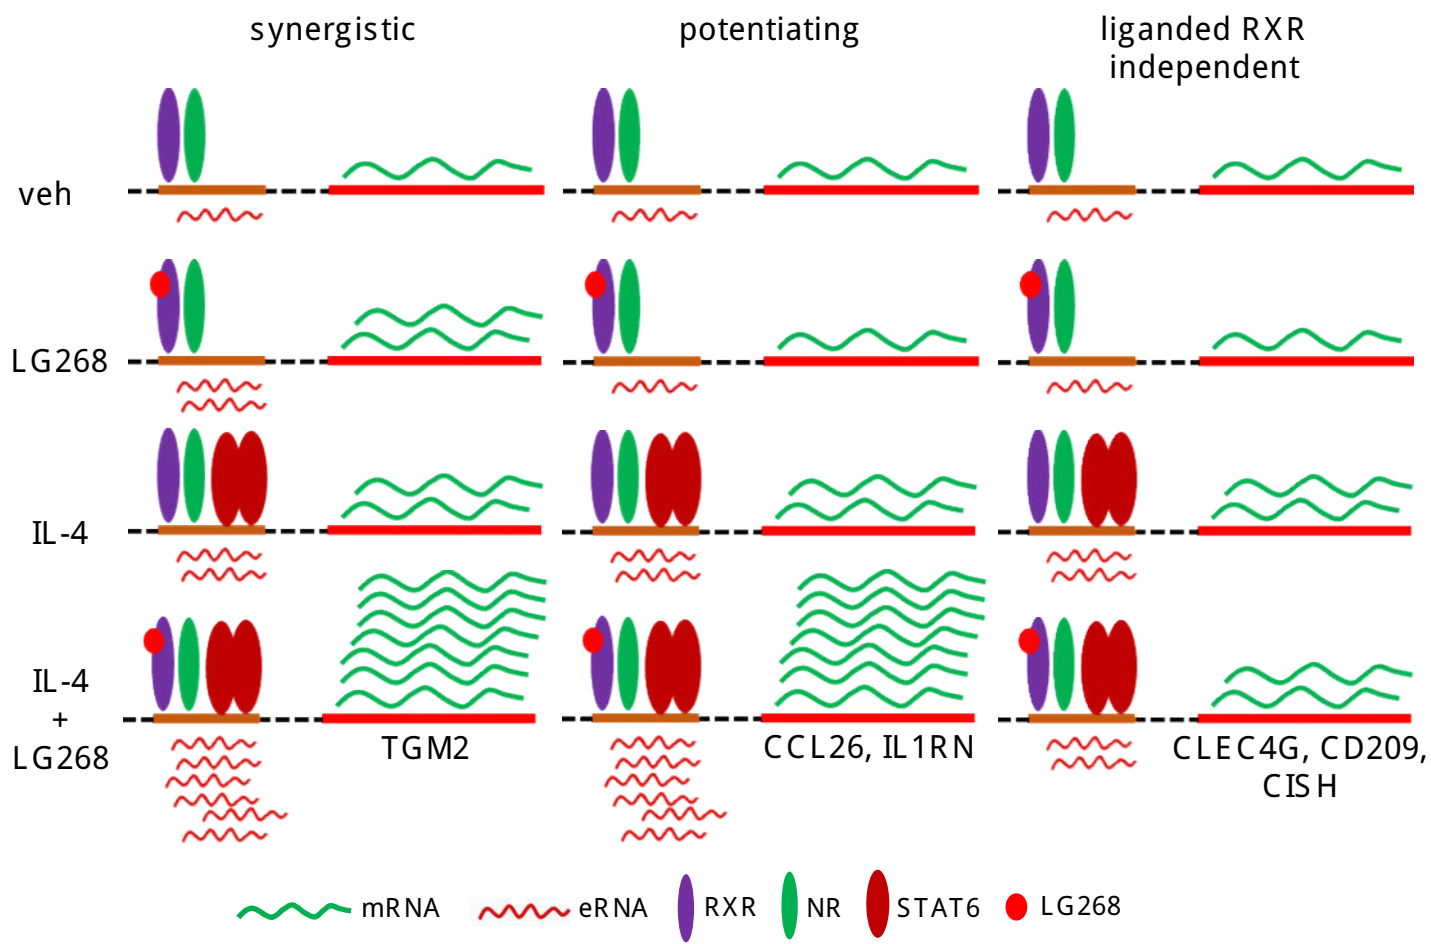 synergistic
potentiating
liganded RXR
independent
veh
LG268
IL-4
IL-4
+
LG268
TGM2
CCL26, IL1RN
CLEC4G, CD209,
CISH
mRNA
eRNA
RXR
NR
STAT6
LG268